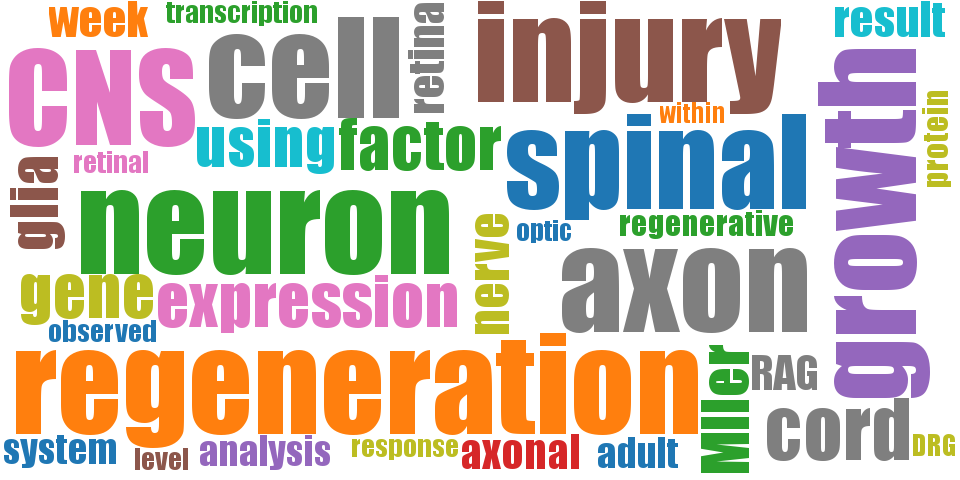 week
transcription
CNS
cell
retina
injury
result
within
using
factor
retinal
glia
neuron
spinal
growth
protein
optic
regenerative
nerve
axon
gene
expression
observed
regeneration
Mller
RAG
cord
system
level
analysis
response
axonal
adult
DRG